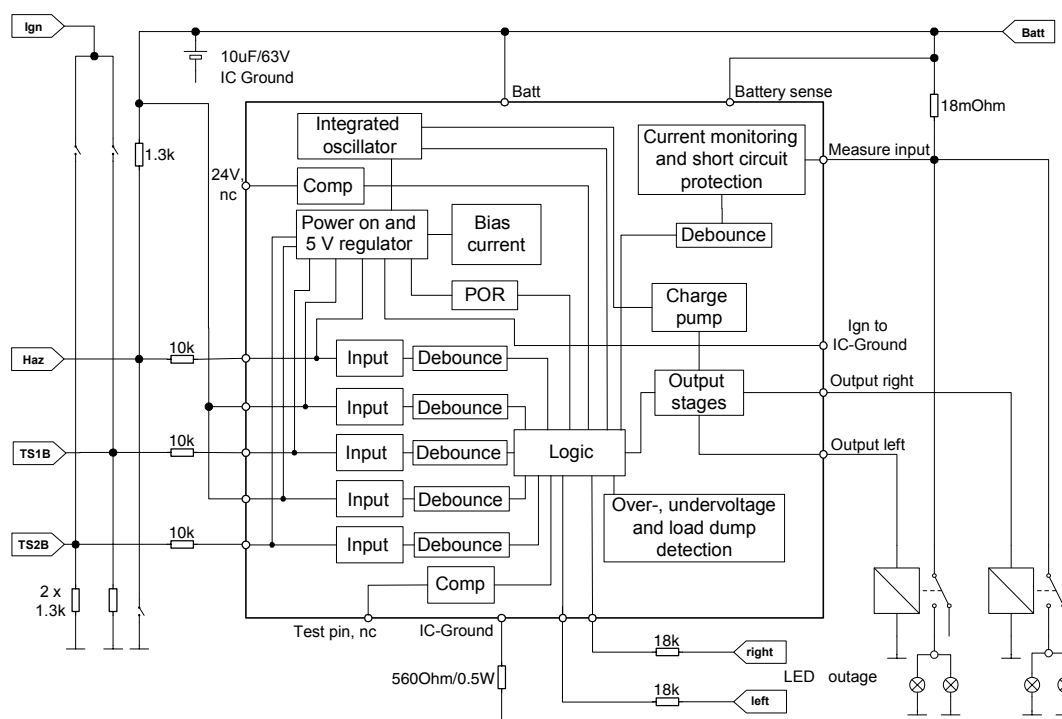 Ign
Batt
10uF/63V
IC Ground
Batt
Battery sense
18mOhm
Integrated
oscillator
Current monitoring
and short circuit
protection
Measure input
1.3k
24V,
nc
Comp
Power on and
5 V regulator
Bias
current
Debounce
POR
Charge
pump
Ign to
IC-Ground
Haz
10k
Input
Debounce
Output
stages
Output right
Input
Debounce
TS1B
10k
Input
Debounce
Logic
Output left
Input
Debounce
Over-, undervoltage
and load dump
detection
TS2B
10k
Input
Debounce
2 x
1.3k
Comp
Test pin, nc
IC-Ground
18k
right
560Ohm/0.5W
LED outage
18k
left